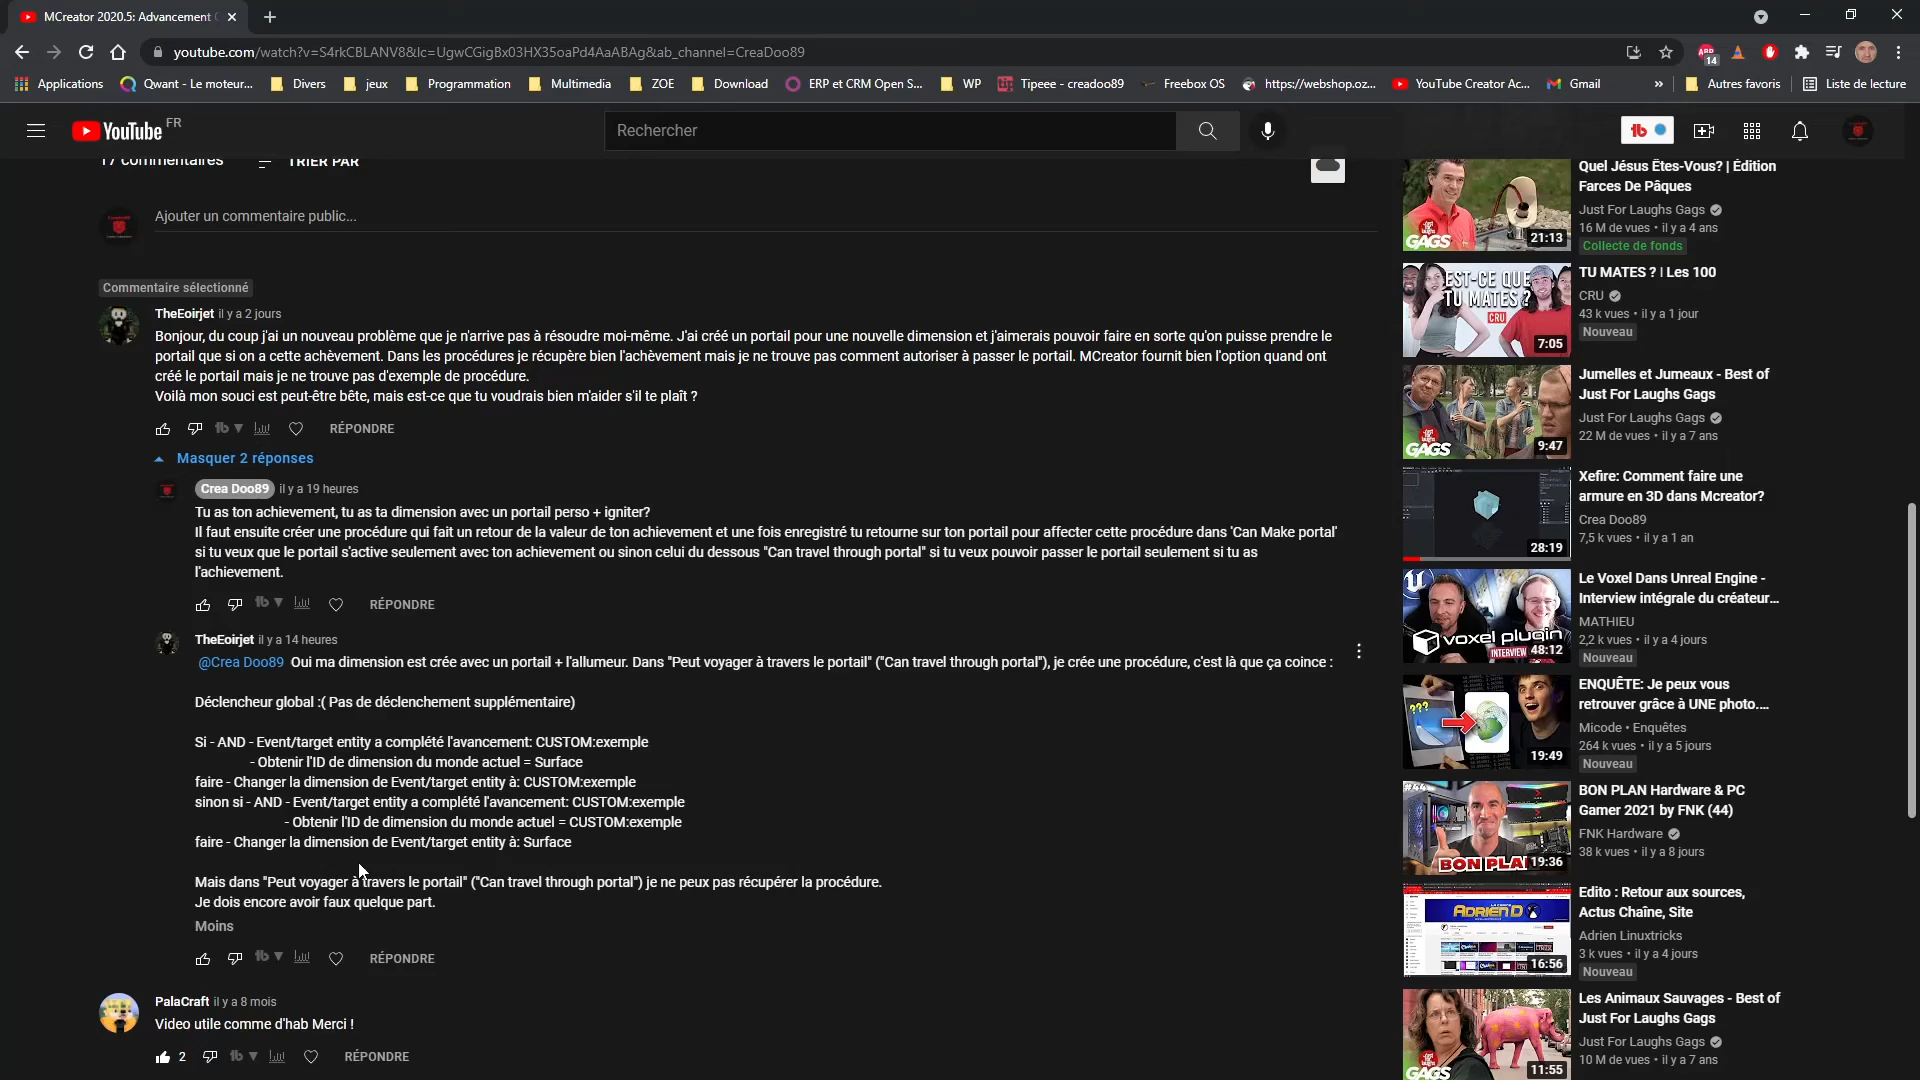 MCreator 2020.5: Advancement
youtube.com/watch?v=S4rkCBLANV8&lc=UgwCGigBx03HX35oaPd4AaABAg&ab_channel=CreaDoo89
ABP
14
Applications
Qwant - Le moteur...
Divers
jeux
Programmation
Multimedia
ZOE
Download
ERP et CRM Open S...
WP
Tipeee - creadoo89
Freebox OS
https://webshop.oz...
YouTube Creator Ac...
Gmail
»
Autres favoris
Liste de lecture
YouTube FR
Rechercher
17 commentaires
TRIER PAR
Ajouter un commentaire public...
Commentaire sélectionné
TheEoirjet il y a 2 jours
Bonjour, du coup j'ai un nouveau problème que je n'arrive pas à résoudre moi-même. J'ai créé un portail pour une nouvelle dimension et j'aimerais pouvoir faire en sorte qu'on puisse prendre le
portail que si on a cette achèvement. Dans les procédures je récupère bien l'achèvement mais je ne trouve pas comment autoriser à passer le portail. MCreator fournit bien l'option quand ont
créé le portail mais je ne trouve pas d'exemple de procédure.
Voilà mon souci est peut-être bête, mais est-ce que tu voudrais bien m'aider s'il te plaît ?
RÉPONDRE
Masquer 2 réponses
Crea Doo89 il y a 19 heures
Tu as ton achievement, tu as ta dimension avec un portail perso + igniter?
Il faut ensuite créer une procédure qui fait un retour de la valeur de ton achievement et une fois enregistré tu retourne sur ton portail pour affecter cette procédure dans 'Can Make portal'
si tu veux que le portail s'active seulement avec ton achievement ou sinon celui du dessous "Can travel through portal" si tu veux pouvoir passer le portail seulement si tu as
l'achievement.
RÉPONDRE
TheEoirjet il y a 14 heures
@Crea Doo89 Oui ma dimension est crée avec un portail + l'allumeur. Dans "Peut voyager à travers le portail" ("Can travel through portal"), je crée une procédure, c'est là que ça coince :
Déclencheur global :( Pas de déclenchement supplémentaire)
Si - AND - Event/target entity a complété l'avancement: CUSTOM:exemple
- Obtenir l'ID de dimension du monde actuel = Surface
faire - Changer la dimension de Event/target entity à: CUSTOM:exemple
sinon si - AND - Event/target entity a complété l'avancement: CUSTOM:exemple
- Obtenir l'ID de dimension du monde actuel = CUSTOM:exemple
faire - Changer la dimension de Event/target entity à: Surface
Mais dans "Peut voyager à travers le portail" ("Can travel through portal") je ne peux pas récupérer la procédure.
Je dois encore avoir faux quelque part.
Moins
RÉPONDRE
PalaCraft il y a 8 mois
Video utile comme d'hab Merci !
2
RÉPONDRE
GAGS
21:13
Quel Jésus Êtes-Vous? | Édition
Farces De Pâques
Just For Laughs Gags
16 M de vues • il y a 4 ans
Collecte de fonds
EST-CE QUE
TU MATES ?
CRU
7:05
TU MATES ? I Les 100
CRU
43 k vues • il y a 1 jour
Nouveau
GAGS
9:47
Jumelles et Jumeaux - Best of
Just For Laughs Gags
Just For Laughs Gags
22 M de vues • il y a 7 ans
28:19
Xefire: Comment faire une
armure en 3D dans Mcreator?
Crea Doo89
7,5 k vues • il y a 1 an
voxel plugin
INTERVIEW
48:12
Le Voxel Dans Unreal Engine -
Interview intégrale du créateur...
MATHIEU
2,2 k vues • il y a 4 jours
Nouveau
???
19:49
ENQUÊTE: Je peux vous
retrouver grâce à UNE photo....
Micode • Enquêtes
264 k vues • il y a 5 jours
Nouveau
#44
BON PLAN
19:36
BON PLAN Hardware & PC
Gamer 2021 by FNK (44)
FNK Hardware
38 k vues • il y a 8 jours
ADRIEN.D
16:56
Edito : Retour aux sources,
Actus Chaîne, Site
Adrien Linuxtricks
3 k vues • il y a 4 jours
Nouveau
GAGS
11:55
Les Animaux Sauvages - Best of
Just For Laughs Gags
Just For Laughs Gags
10 M de vues • il y a 7 ans